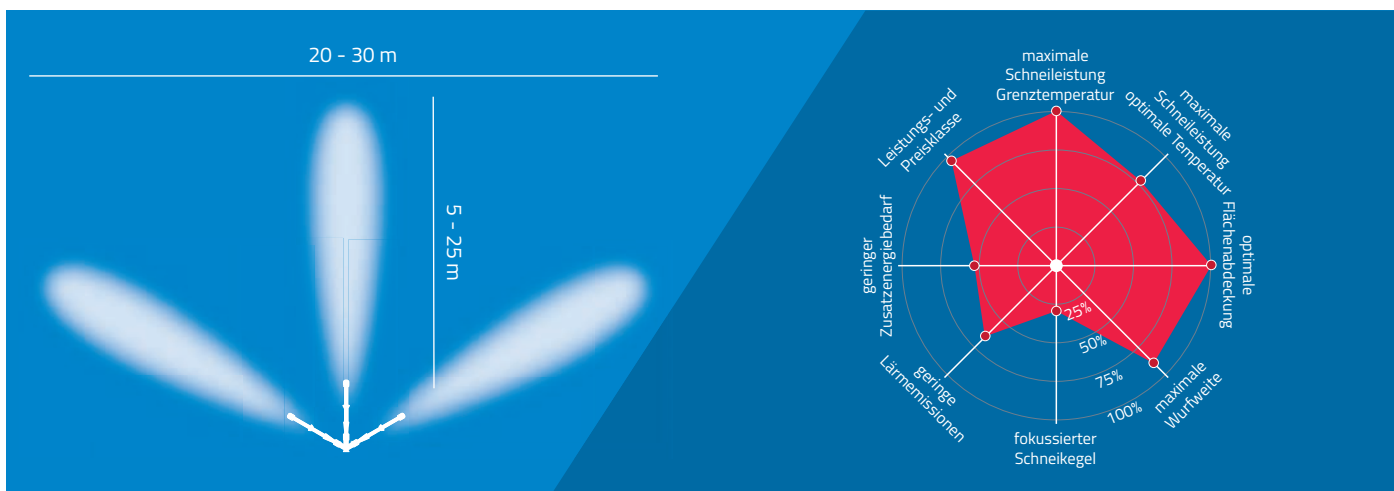 20 - 30 m
5 - 25 m
maximale
Schneileistung
Grenztemperatur
maximale
Schneileistung
optimale Temperatur
optimale
Flächenabdeckung
maximale
Wurfweite
fokussierter
Schneikegel
geringe
Lärmemissionen
geringer
Zusatzenergiebedarf
Leistungs- und
Preisklasse
25%
50%
75%
100%